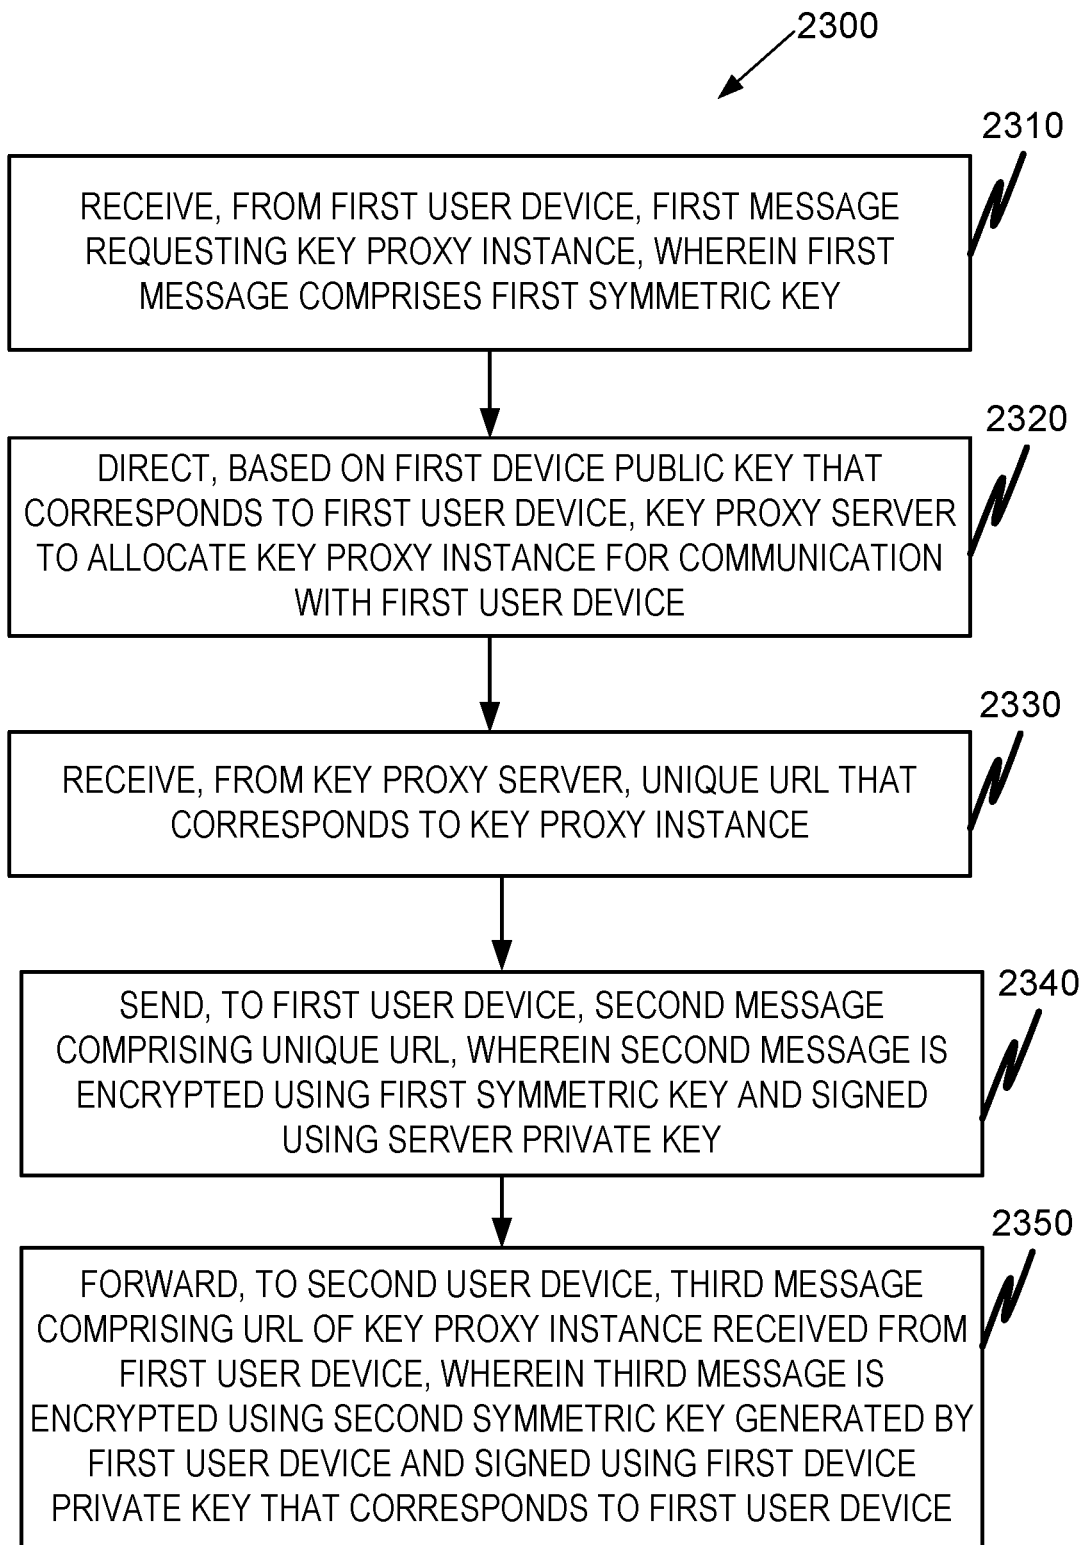 2300
2310
RECEIVE, FROM FIRST USER DEVICE, FIRST MESSAGE
REQUESTING KEY PROXY INSTANCE, WHEREIN FIRST
MESSAGE COMPRISES FIRST SYMMETRIC KEY
2320
DIRECT, BASED ON FIRST DEVICE PUBLIC KEY THAT
CORRESPONDS TO FIRST USER DEVICE, KEY PROXY SERVER
TO ALLOCATE KEY PROXY INSTANCE FOR COMMUNICATION
WITH FIRST USER DEVICE
2330
RECEIVE, FROM KEY PROXY SERVER, UNIQUE URL THAT
CORRESPONDS TO KEY PROXY INSTANCE
2340
SEND, TO FIRST USER DEVICE, SECOND MESSAGE
COMPRISING UNIQUE URL, WHEREIN SECOND MESSAGE IS
ENCRYPTED USING FIRST SYMMETRIC KEY AND SIGNED
USING SERVER PRIVATE KEY
2350
FORWARD, TO SECOND USER DEVICE, THIRD MESSAGE
COMPRISING URL OF KEY PROXY INSTANCE RECEIVED FROM
FIRST USER DEVICE, WHEREIN THIRD MESSAGE IS
ENCRYPTED USING SECOND SYMMETRIC KEY GENERATED BY
FIRST USER DEVICE AND SIGNED USING FIRST DEVICE
PRIVATE KEY THAT CORRESPONDS TO FIRST USER DEVICE